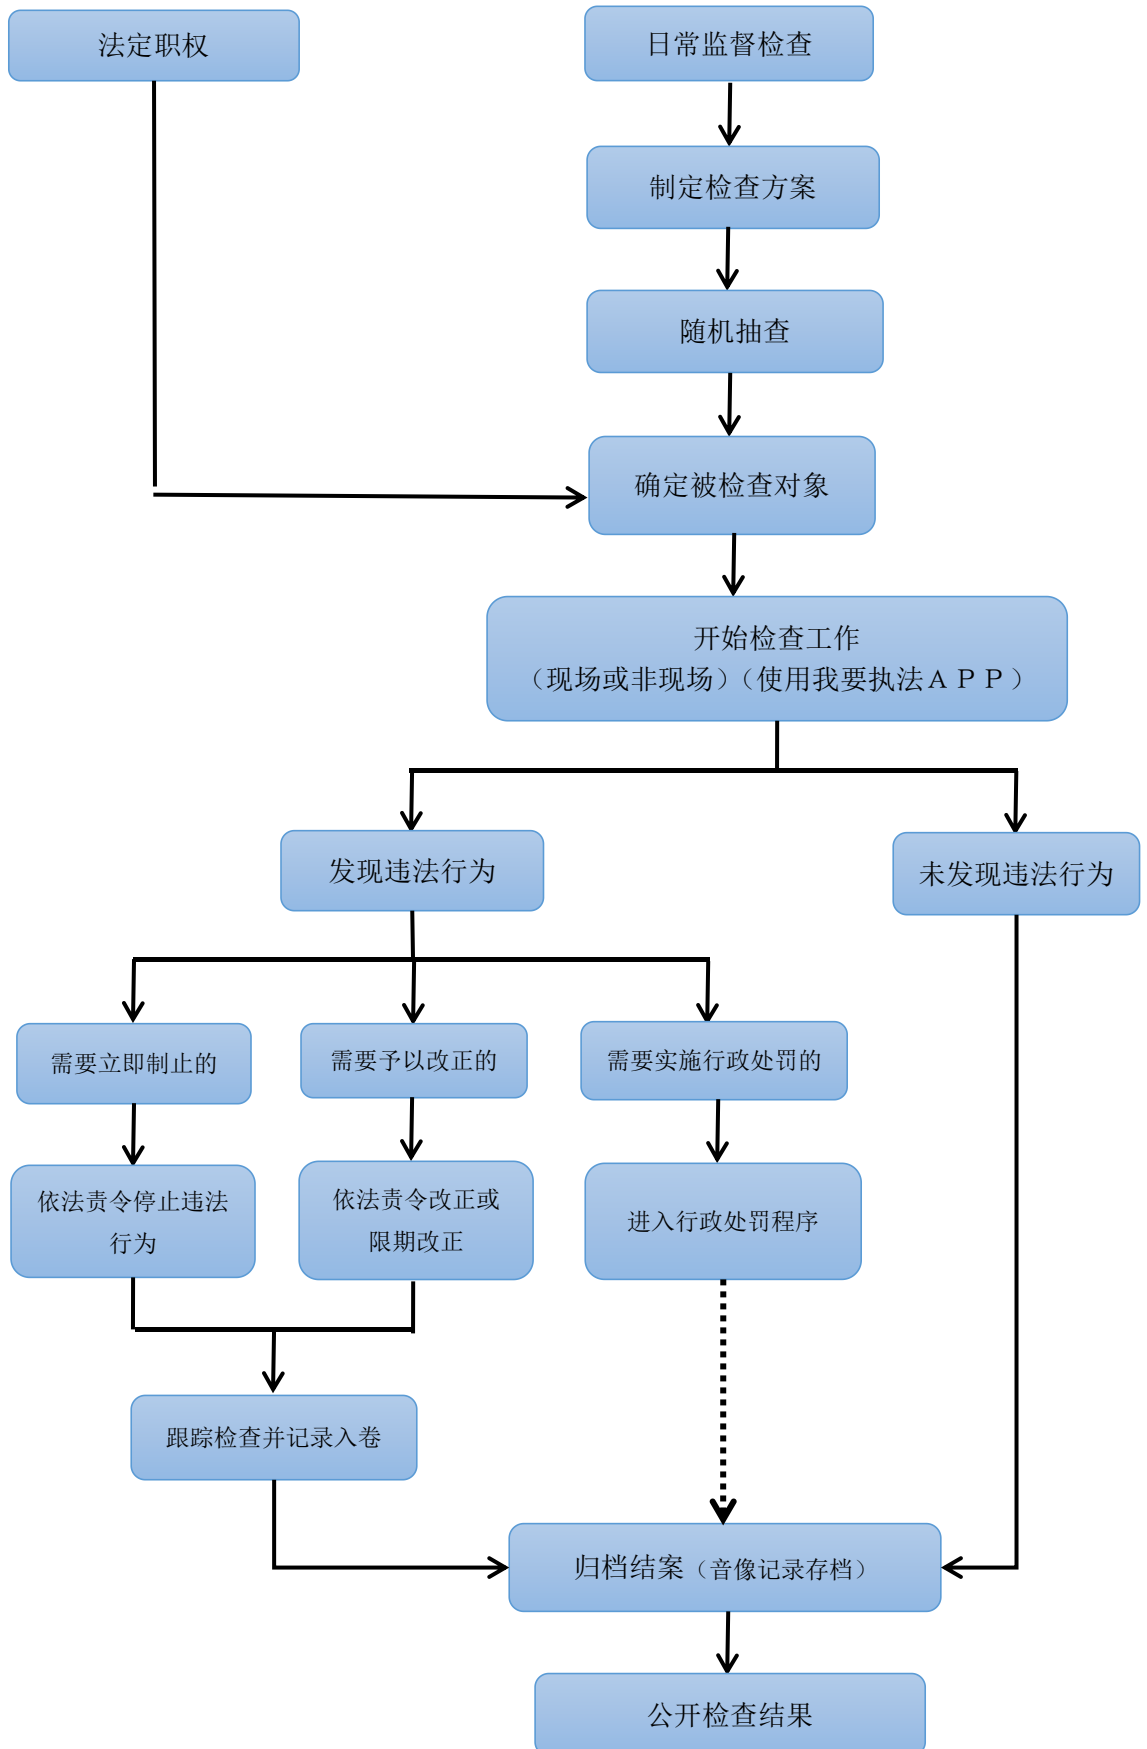 法定职权
日常监督检查
制定检查方案
随机抽查
确定被检查对象
开始检查工作
（现场或非现场）（使用我要执法ＡＰＰ）
发现违法行为
未发现违法行为
需要立即制止的
需要予以改正的
需要实施行政处罚的
依法责令停止违法
行为
依法责令改正或
限期改正
进入行政处罚程序
跟踪检查并记录入卷
归档结案（音像记录存档）
公开检查结果